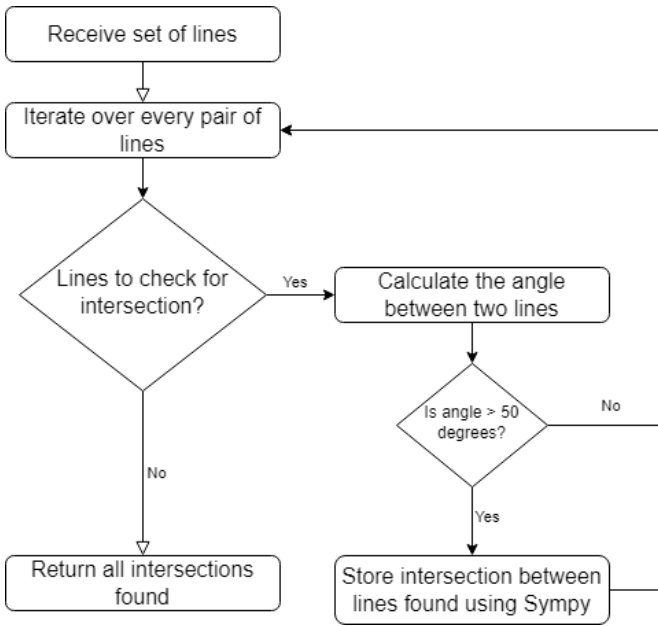 Receive set of lines
Iterate over every pair of
lines
Lines to check for
intersection?
Yes
Calculate the angle
between two lines
Is angle > 50
degrees?
No
No
Yes
Return all intersections
found
Store intersection between
lines found using Sympy